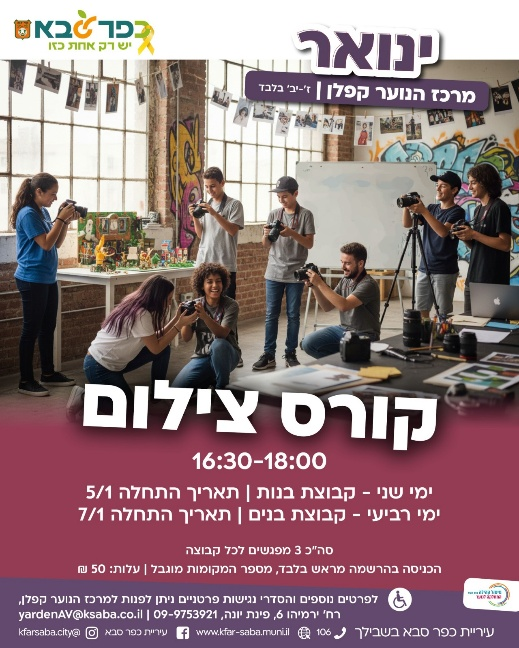 כפר סבא
יש רק אחת כזו
ינואר
מרכז הנוער קפלן | ז'-יב' בלבד
קורס צילום
16:30-18:00
ימי שני - קבוצת בנות | תאריך התחלה 5/1
ימי רביעי - קבוצת בנים | תאריך התחלה 7/1
סה"כ 3 מפגשים לכל קבוצה
הכניסה בהרשמה מראש בלבד, מספר המקומות מוגבל | עלות: 50 ₪
לפרטים נוספים והסדרי נגישות פרטניים ניתן לפנות למרכז הנוער קפלן,
רח' ירמיהו 6, פינת יונה, 09-9753921 | yardenAV@ksaba.co.il
עיריית כפר סבא בשבילך 106 www.kfar-saba.muni.il עיריית כפר סבא kfarsaba.city@